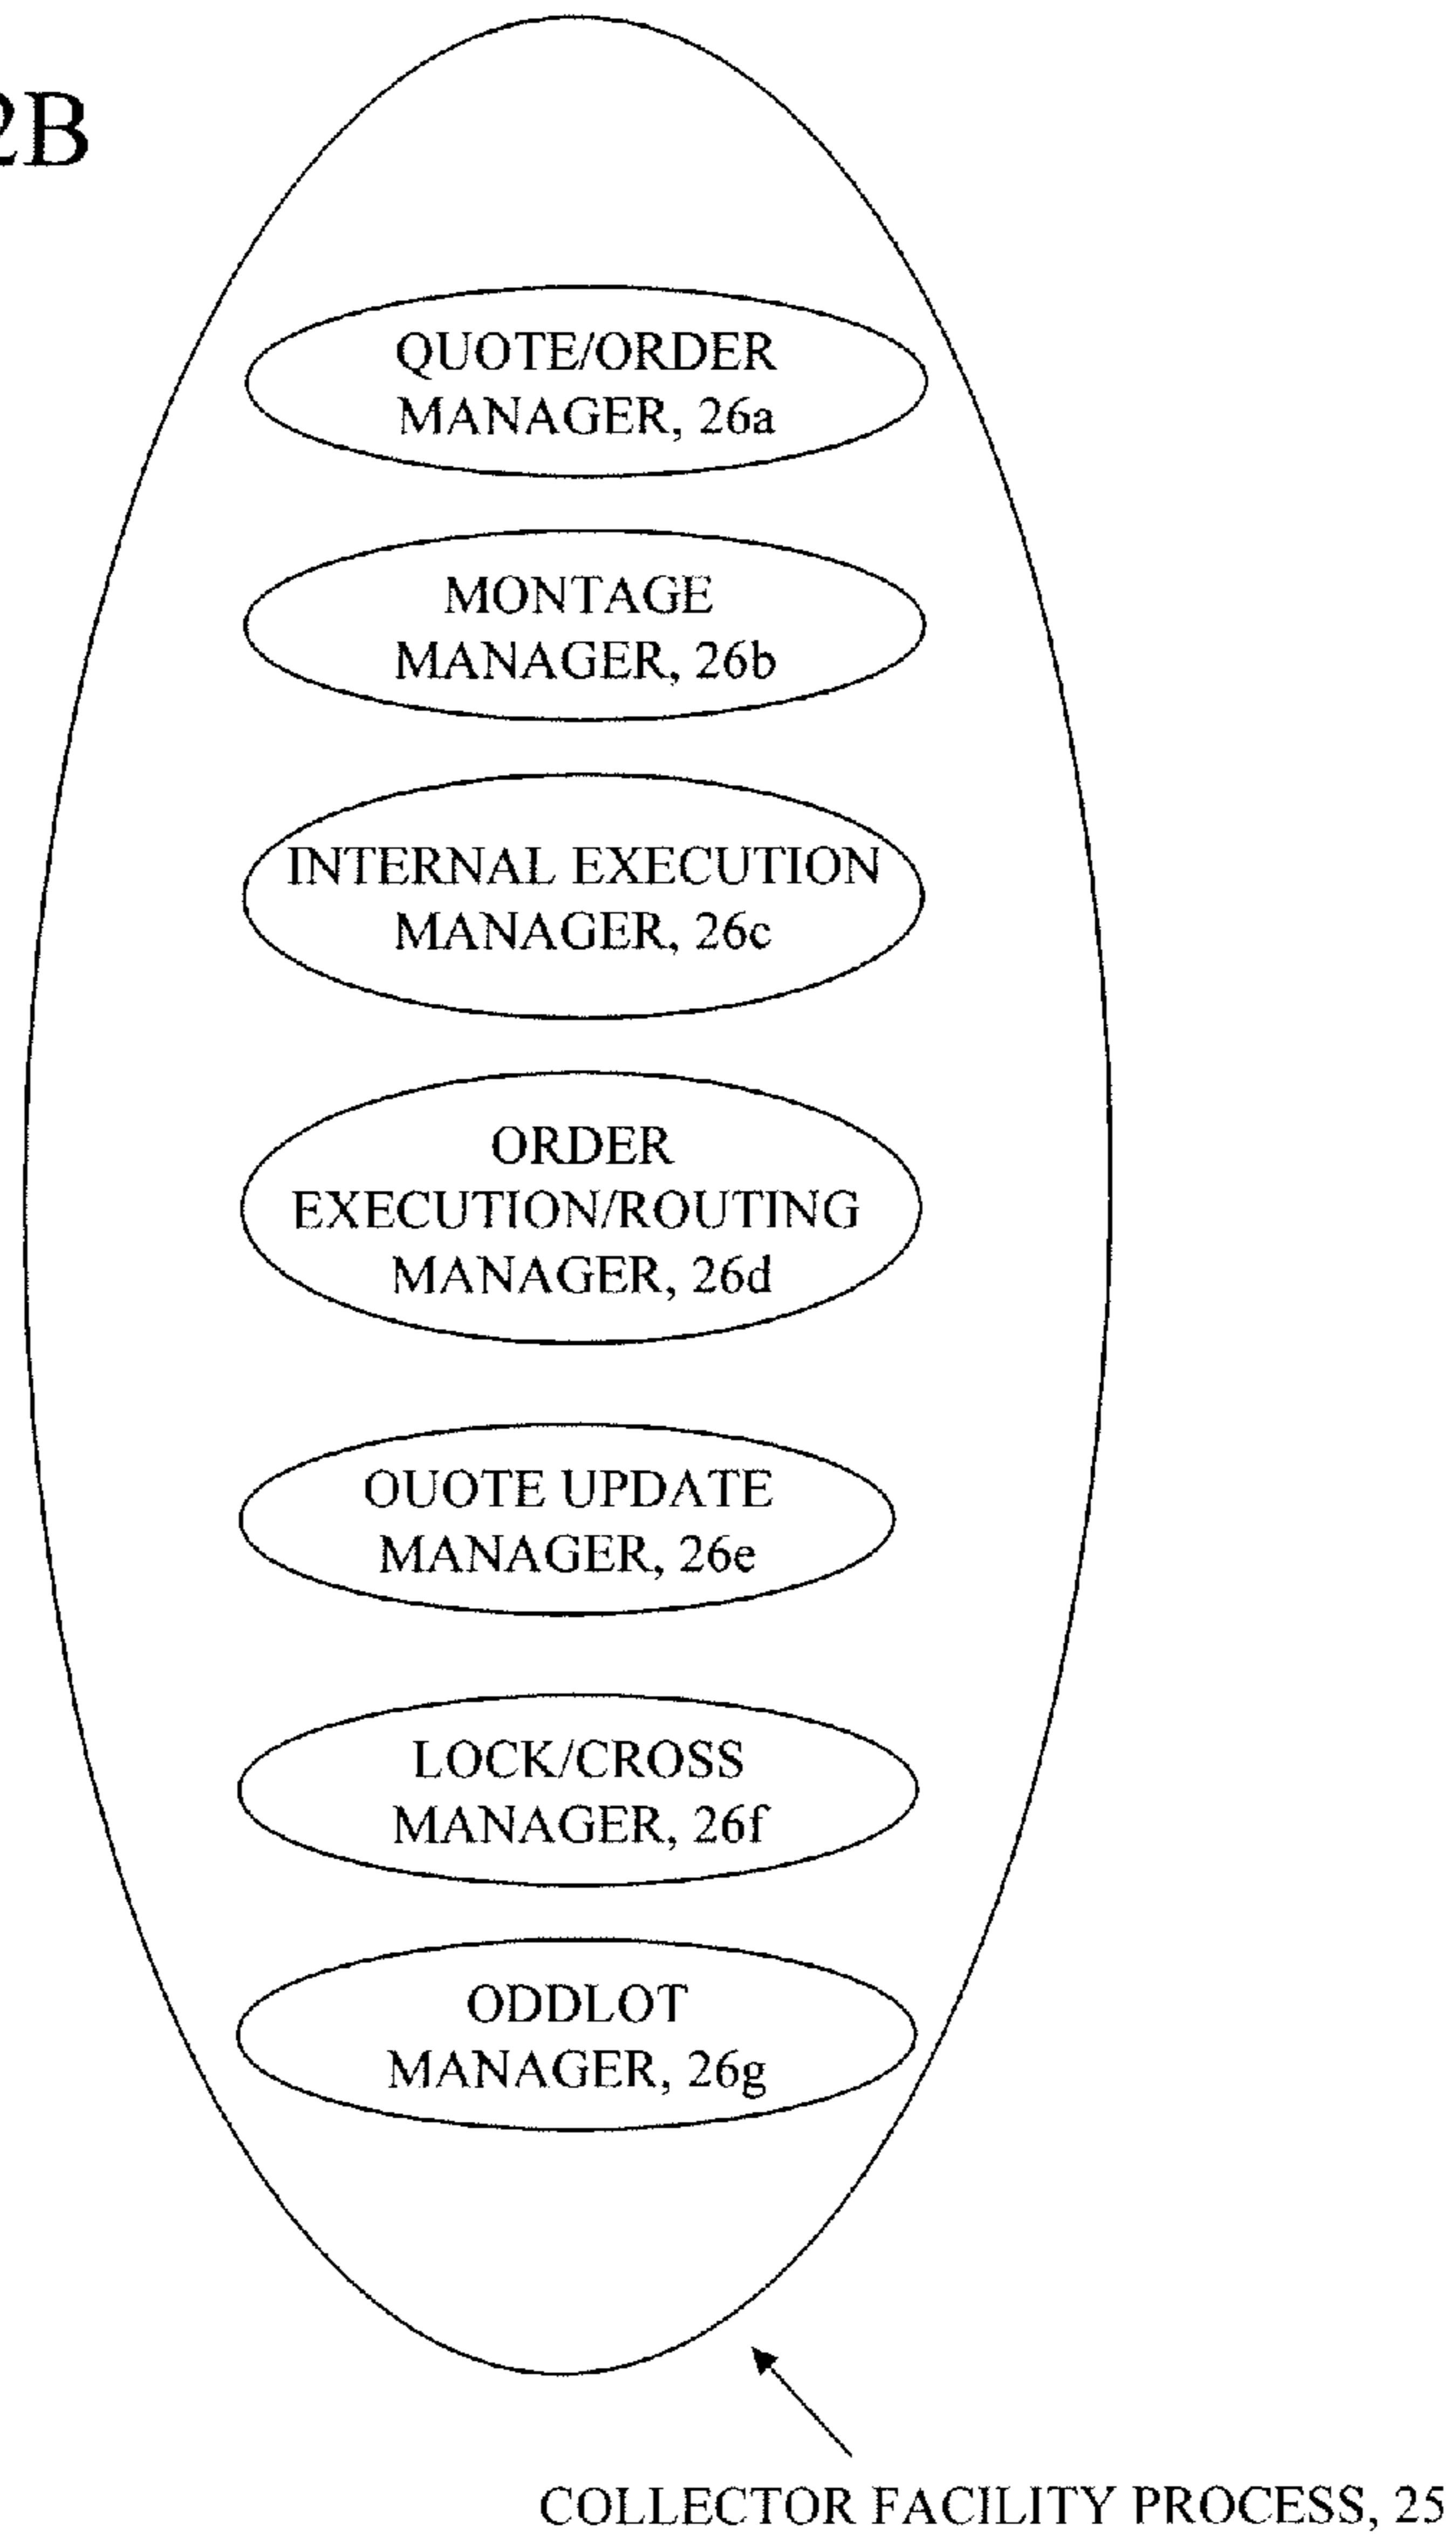 2B
QUOTE/ORDER
MANAGER, 26a
MONTAGE
MANAGER, 26b
INTERNAL EXECUTION
MANAGER, 26c
ORDER
EXECUTION/ROUTING
MANAGER, 26d
OUOTE UPDATE
MANAGER, 26e
LOCK/CROSS
MANAGER, 26f
ODDLOT
MANAGER, 26g
COLLECTOR FACILITY PROCESS, 25